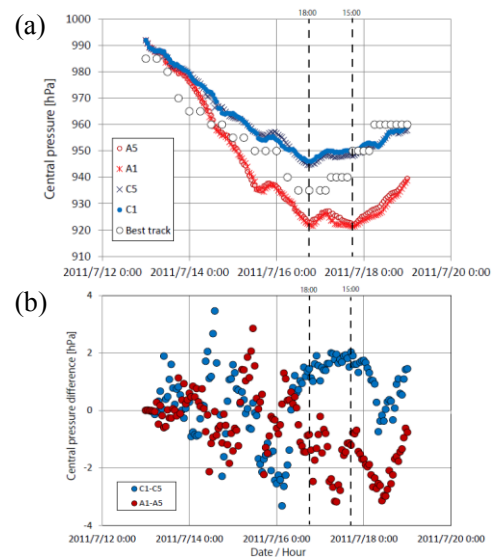 (a)
18:00 15:00
1000
990
980
970
960
950
940
930
920
910
Central pressure [hPa]
A5
A1
C5
C1
Best track
2011/7/12 0:00 2011/7/14 0:00 2011/7/16 0:00 2011/7/18 0:00 2011/7/20 0:00
(b)
18:00 15:00
4
2
0
-2
-4
Central pressure difference [hPa]
C1-C5
A1-A5
2011/7/12 0:00 2011/7/14 0:00 2011/7/16 0:00 2011/7/18 0:00 2011/7/20 0:00
Date / Hour